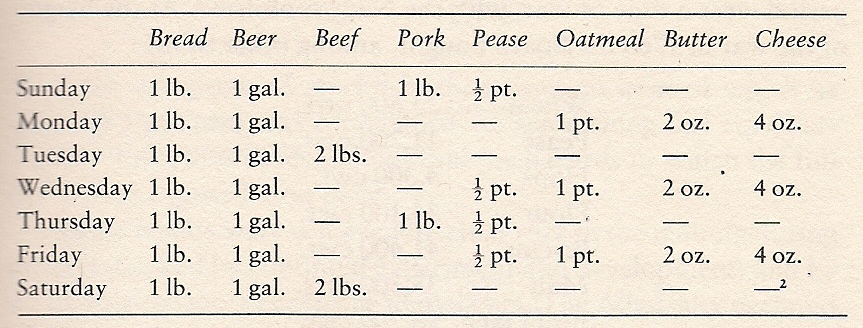 Bread Beer Beef Pork Pease Oatmeal Butter Cheese
Sunday 1 lb. 1 gal. — 1 lb. ½ pt. — — —
Monday 1 lb. 1 gal. — — — 1 pt. 2 oz. 4 oz.
Tuesday 1 lb. 1 gal. 2 lbs. — — — — —
Wednesday 1 lb. 1 gal. — — ½ pt. 1 pt. 2 oz. 4 oz.
Thursday 1 lb. 1 gal. — 1 lb. ½ pt. — — —
Friday 1 lb. 1 gal. — — ½ pt. 1 pt. 2 oz. 4 oz.
Saturday 1 lb. 1 gal. 2 lbs. — — — — —²